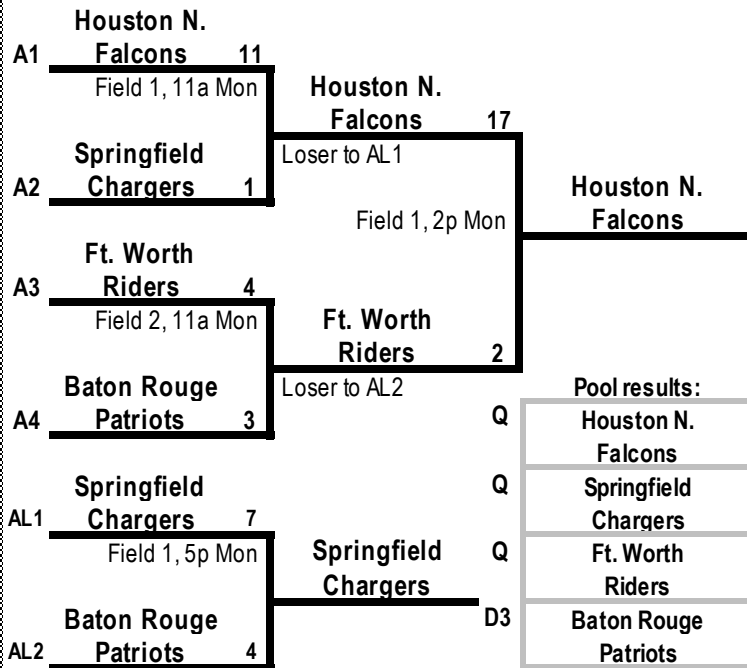 Houston N.
A1 Falcons 11
Field 1, 11a Mon
Houston N.
Falcons 17
Springfield
Loser to AL1
A2 Chargers 1
Houston N.
Field 1, 2p Mon
Falcons
Ft. Worth
A3 Riders 4
Field 2, 11a Mon
Ft. Worth
Riders 2
Baton Rouge
Loser to AL2
A4 Patriots 3
Pool results:
Q Houston N.
Falcons
Springfield
AL1 Chargers 7
Field 1, 5p Mon
Q Springfield
Chargers
Springfield
Chargers
Q Ft. Worth
Riders
Baton Rouge
AL2 Patriots 4
D3 Baton Rouge
Patriots